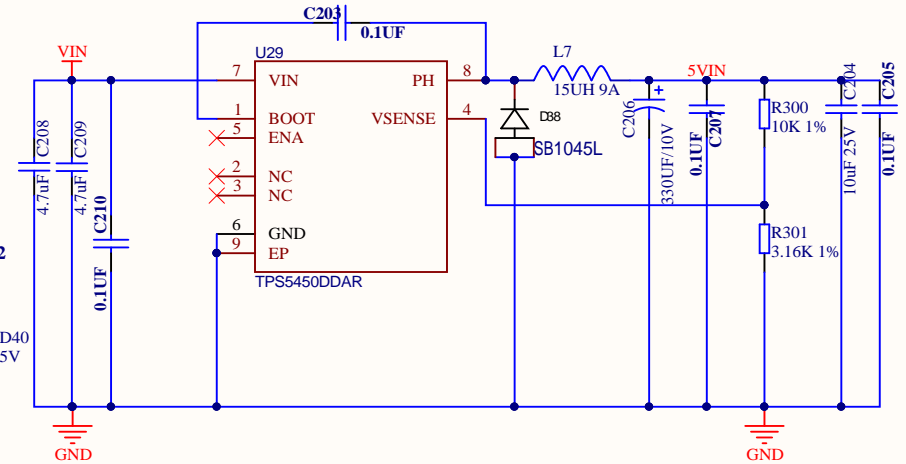 C203
0.1UF
VIN
U29
7
VIN
PH
8
1
BOOT
VSENSE
4
5
ENA
2
NC
3
NC
6
GND
9
EP
TPS5450DDAR
C208
4.7uF
C209
4.7uF
C210
0.1UF
2
D40
5V
L7
15UH 9A
D38
SB1045L
C206
330UF/10V
5VIN
C207
0.1UF
R300
10K 1%
R301
3.16K 1%
C204
10uF 25V
C205
0.1UF
GND
GND